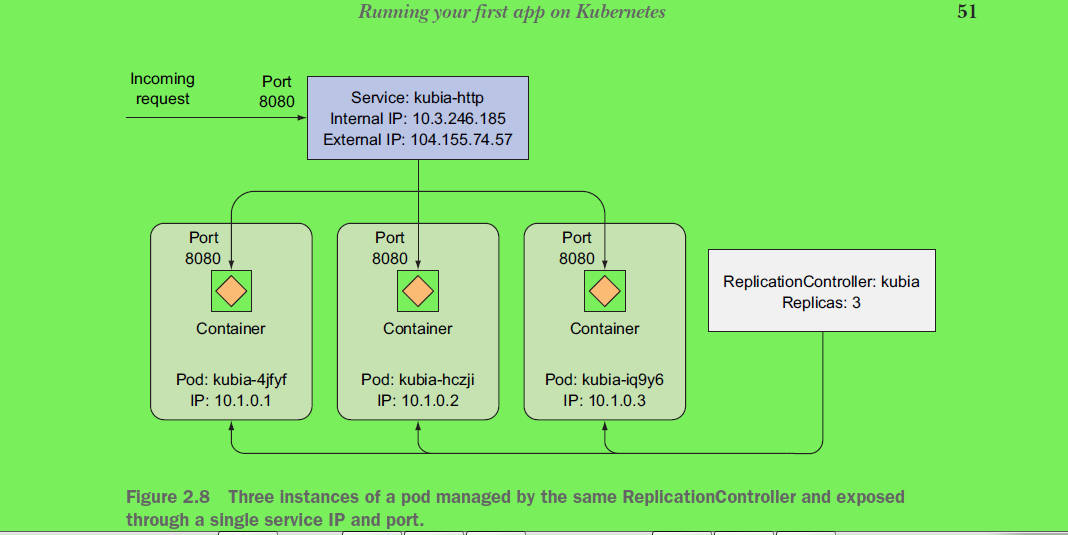 Running your first app on Kubernetes
51
Incoming
request
Port
8080
Service: kubia-http
Internal IP: 10.3.246.185
External IP: 104.155.74.57
Port
8080
Container
Pod: kubia-4jfyf
IP: 10.1.0.1
Port
8080
Container
Pod: kubia-hczji
IP: 10.1.0.2
Port
8080
Container
Pod: kubia-iq9y6
IP: 10.1.0.3
ReplicationController: kubia
Replicas: 3
Figure 2.8 Three instances of a pod managed by the same ReplicationController and exposed
through a single service IP and port.